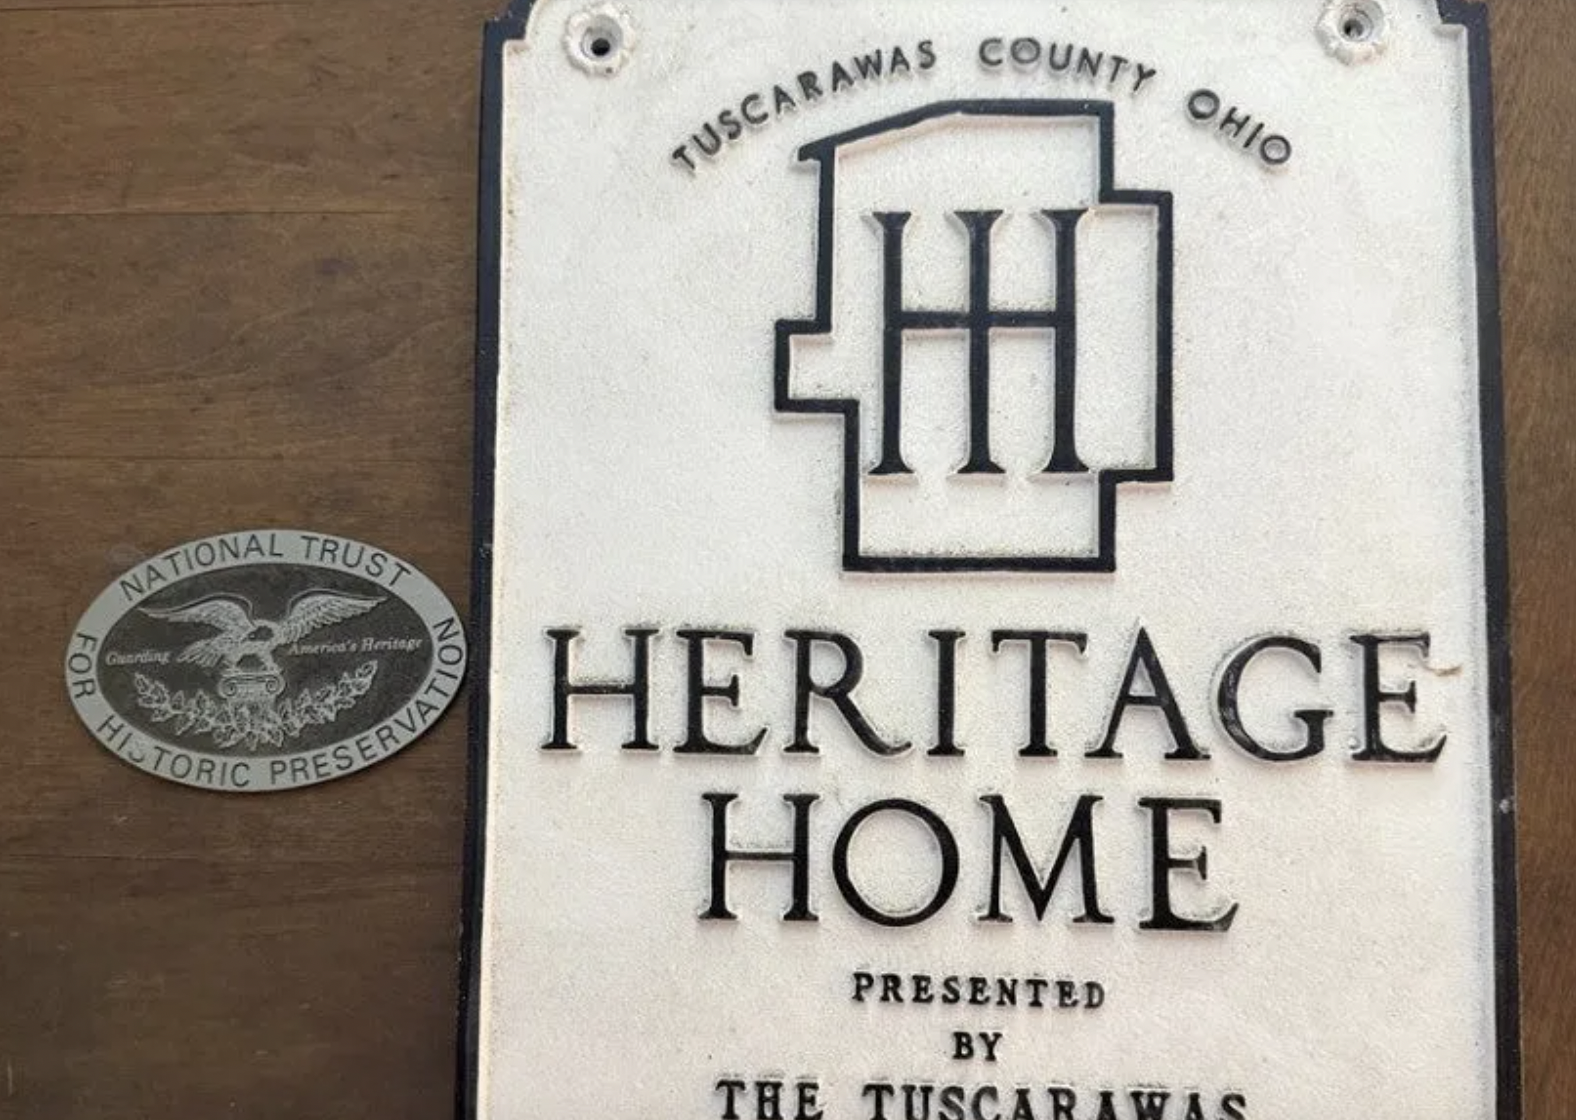 TUSCARAWAS COUNTY OHIO
HH
HERITAGE
HOME
PRESENTED
BY
THE TUSCARAWAS
NATIONAL TRUST
FOR HISTORIC PRESERVATION
Guarding America's Heritage